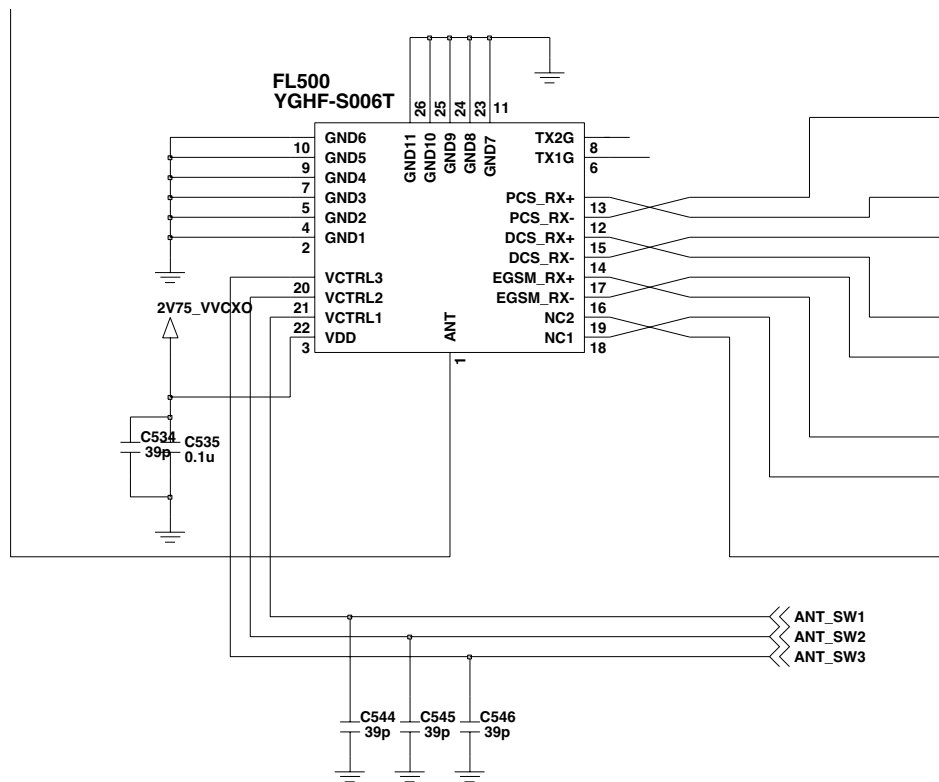 FL500
YGHF-S006T
26
25
24
23
11
GND11
GND10
GND9
GND8
GND7
GND6
10
GND5
9
GND4
7
GND3
5
GND2
4
GND1
2
VCTRL3
20
VCTRL2
21
VCTRL1
22
VDD
3
ANT
1
TX2G
8
TX1G
6
PCS_RX+
13
PCS_RX-
12
DCS_RX+
15
DCS_RX-
14
EGSM_RX+
17
EGSM_RX-
16
NC2
19
NC1
18
2V75_VVCXO
C534
39p
C535
0.1u
ANT_SW1
ANT_SW2
ANT_SW3
C544
39p
C545
39p
C546
39p